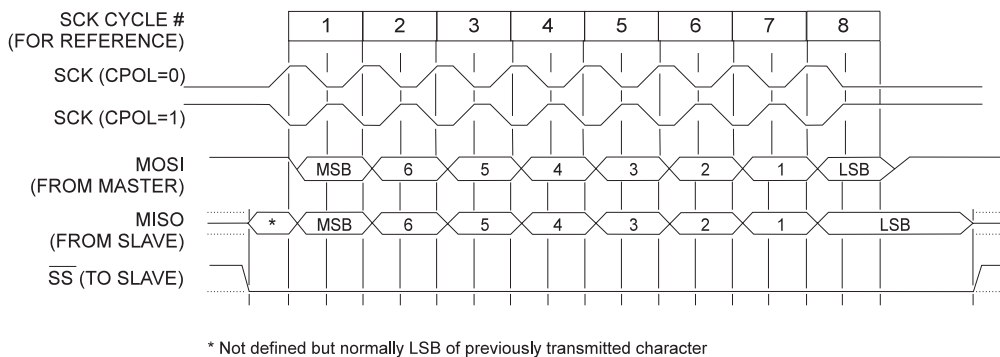 SCK CYCLE #
(FOR REFERENCE)
1 2 3 4 5 6 7 8
SCK (CPOL=0)
SCK (CPOL=1)
MOSI
(FROM MASTER)
MSB 6 5 4 3 2 1 LSB
MISO
(FROM SLAVE)
* MSB 6 5 4 3 2 1 LSB
SS (TO SLAVE)
* Not defined but normally LSB of previously transmitted character